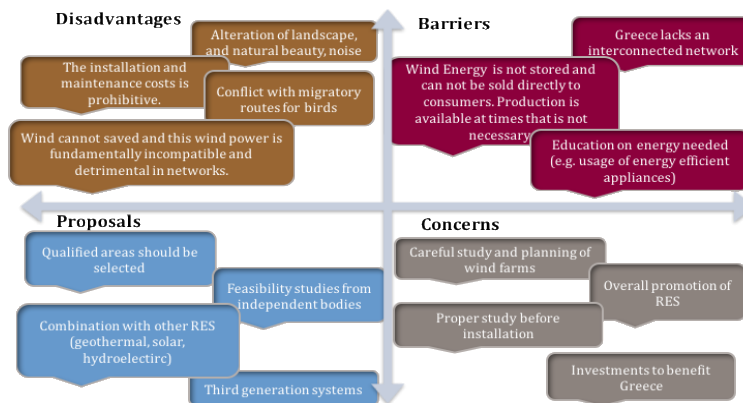 Disadvantages
Alteration of landscape,
and natural beauty, noise
The installation and
maintenance costs is
prohibitive.
Conflict with migratory
routes for birds
Wind cannot saved and this wind power is
fundamentally incompatible and
detrimental in networks.
Barriers
Greece lacks an
interconnected network
Wind Energy is not stored and
can not be sold directly to
consumers. Production is
available at times that is not
necessary
Education on energy needed
(e.g. usage of energy efficient
appliances)
Proposals
Qualified areas should be
selected
Feasibility studies from
independent bodies
Combination with other RES
(geothermal, solar,
hydroelectirc)
Third generation systems
Concerns
Careful study and planning of
wind farms
Overall promotion of
RES
Proper study before
installation
Investments to benefit
Greece